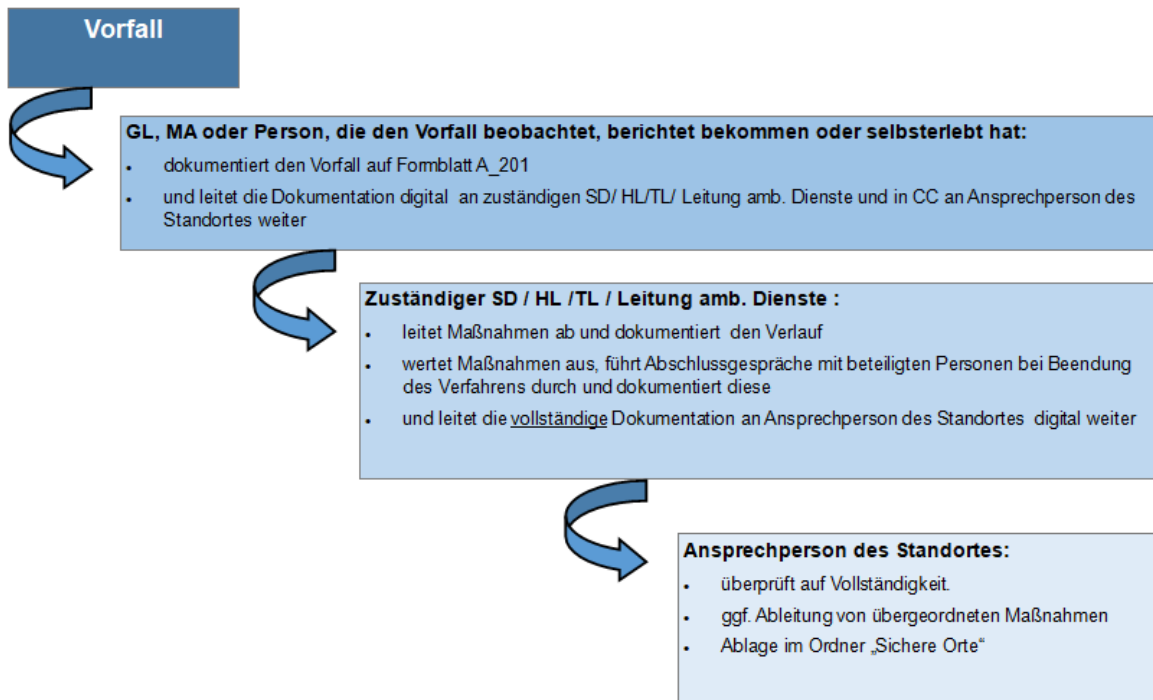 Vorfall
GL, MA oder Person, die den Vorfall beobachtet, berichtet bekommen oder selbsterlebt hat:
• dokumentiert den Vorfall auf Formblatt A_201
• und leitet die Dokumentation digital an zuständigen SD/ HL/TL/ Leitung amb. Dienste und in CC an Ansprechperson des
Standortes weiter
Zuständiger SD / HL /TL / Leitung amb. Dienste :
• leitet Maßnahmen ab und dokumentiert den Verlauf
• wertet Maßnahmen aus, führt Abschlussgespräche mit beteiligten Personen bei Beendung
des Verfahrens durch und dokumentiert diese
• und leitet die vollständige Dokumentation an Ansprechperson des Standortes digital weiter
Ansprechperson des Standortes:
• überprüft auf Vollständigkeit.
• ggf. Ableitung von übergeordneten Maßnahmen
• Ablage im Ordner „Sichere Orte“